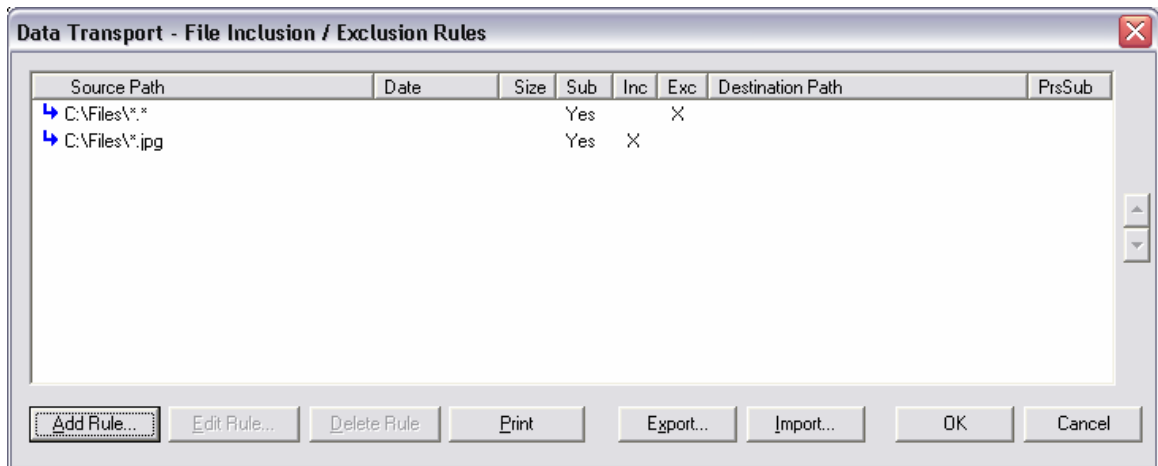 Data Transport - File Inclusion / Exclusion Rules
Source Path Date Size Sub Inc Exc Destination Path PrsSub
C:\Files\*.* Yes X
C:\Files\*.jpg Yes X
Add Rule... Edit Rule... Delete Rule Print Export... Import... OK Cancel